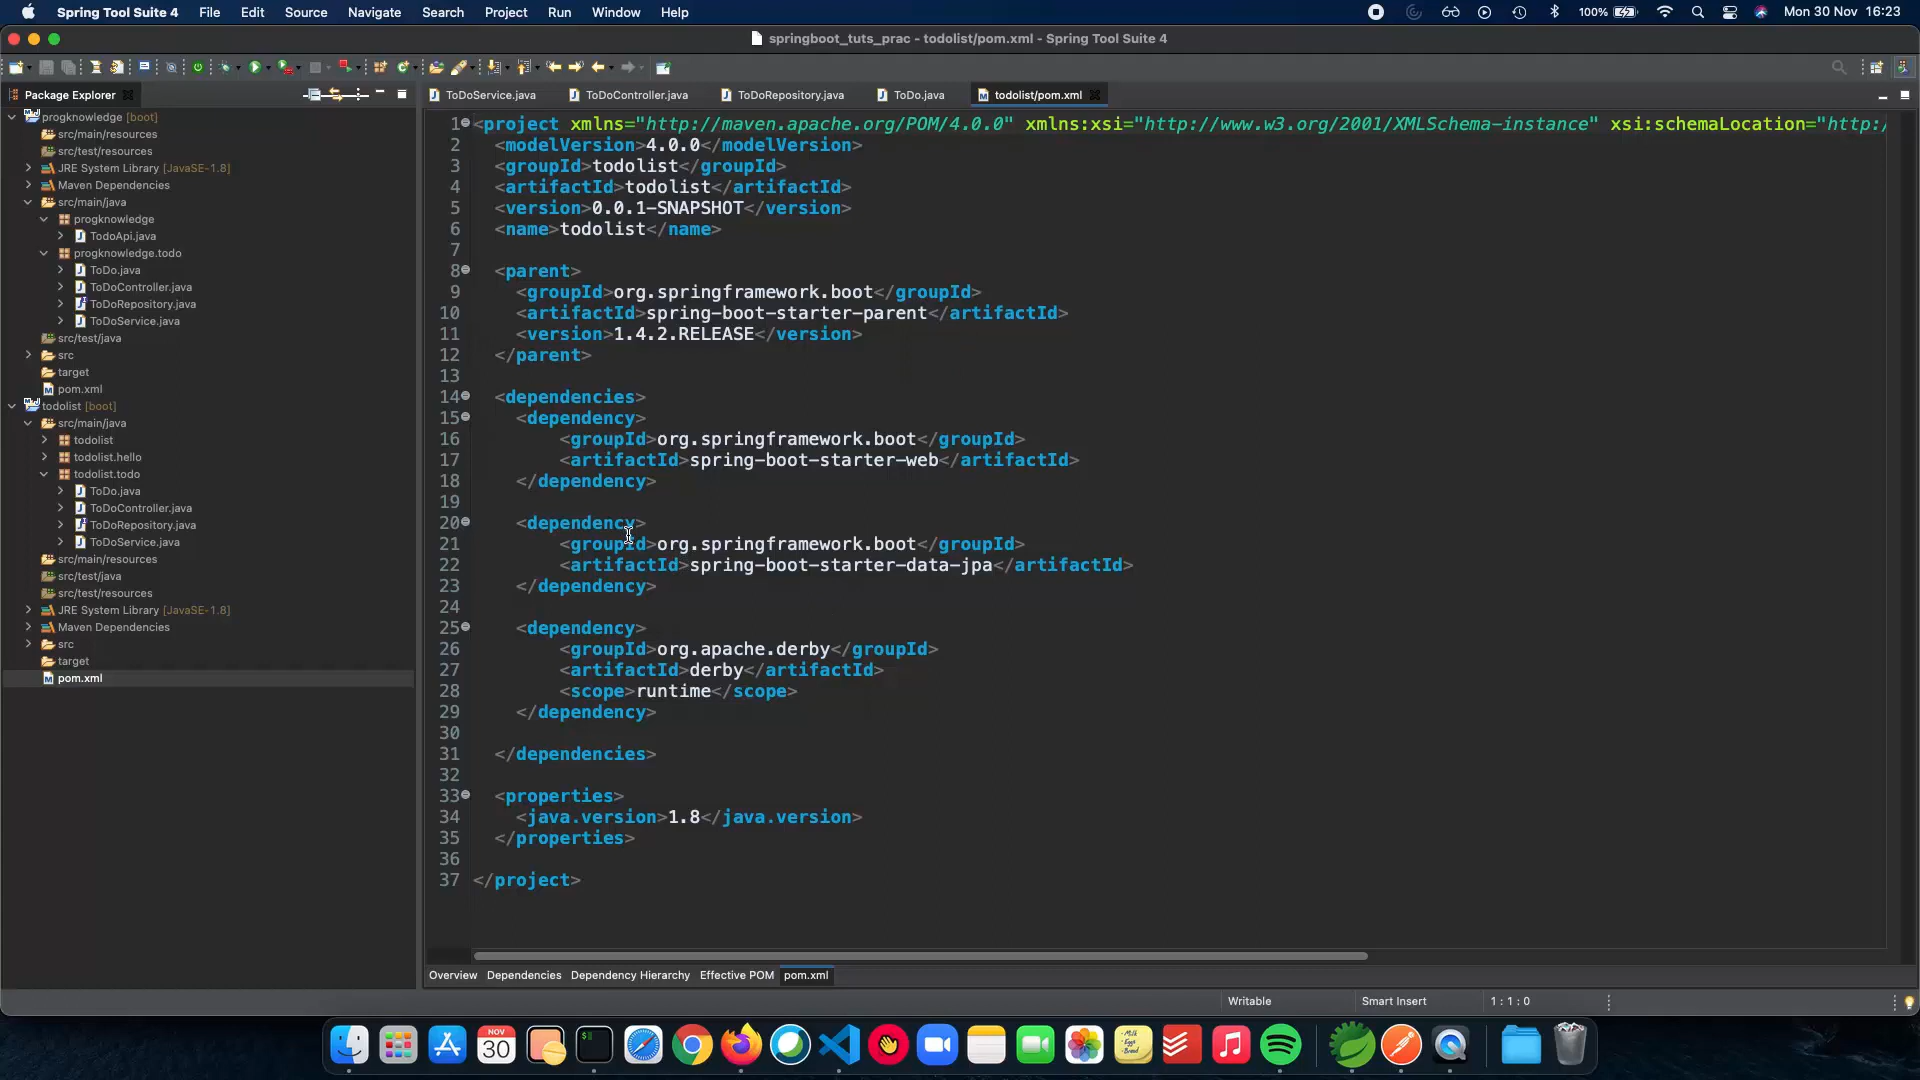 Spring Tool Suite 4 File Edit Source Navigate Search Project Run Window Help 100% Mon 30 Nov 16:23
springboot_tuts_prac - todolist/pom.xml - Spring Tool Suite 4
Package Explorer
progknowledge [boot]
src/main/resources
src/test/resources
JRE System Library [JavaSE-1.8]
Maven Dependencies
src/main/java
progknowledge
TodoApi.java
progknowledge.todo
ToDo.java
ToDoController.java
ToDoRepository.java
ToDoService.java
src/test/java
src
target
pom.xml
todolist [boot]
src/main/java
todolist
todolist.hello
todolist.todo
ToDo.java
ToDoController.java
ToDoRepository.java
ToDoService.java
src/main/resources
src/test/java
src/test/resources
JRE System Library [JavaSE-1.8]
Maven Dependencies
src
target
pom.xml
ToDoService.java ToDoController.java ToDoRepository.java ToDo.java todolist/pom.xml
1 <project xmlns="http://maven.apache.org/POM/4.0.0" xmlns:xsi="http://www.w3.org/2001/XMLSchema-instance" xsi:schemaLocation="http:/
2 <modelVersion>4.0.0</modelVersion>
3 <groupId>todolist</groupId>
4 <artifactId>todolist</artifactId>
5 <version>0.0.1-SNAPSHOT</version>
6 <name>todolist</name>
7
8 <parent>
9 <groupId>org.springframework.boot</groupId>
10 <artifactId>spring-boot-starter-parent</artifactId>
11 <version>1.4.2.RELEASE</version>
12 </parent>
13
14 <dependencies>
15 <dependency>
16 <groupId>org.springframework.boot</groupId>
17 <artifactId>spring-boot-starter-web</artifactId>
18 </dependency>
19
20 <dependency>
21 <groupId>org.springframework.boot</groupId>
22 <artifactId>spring-boot-starter-data-jpa</artifactId>
23 </dependency>
24
25 <dependency>
26 <groupId>org.apache.derby</groupId>
27 <artifactId>derby</artifactId>
28 <scope>runtime</scope>
29 </dependency>
30
31 </dependencies>
32
33 <properties>
34 <java.version>1.8</java.version>
35 </properties>
36
37 </project>
Overview Dependencies Dependency Hierarchy Effective POM pom.xml
Writable Smart Insert 1 : 1 : 0
NOV
30